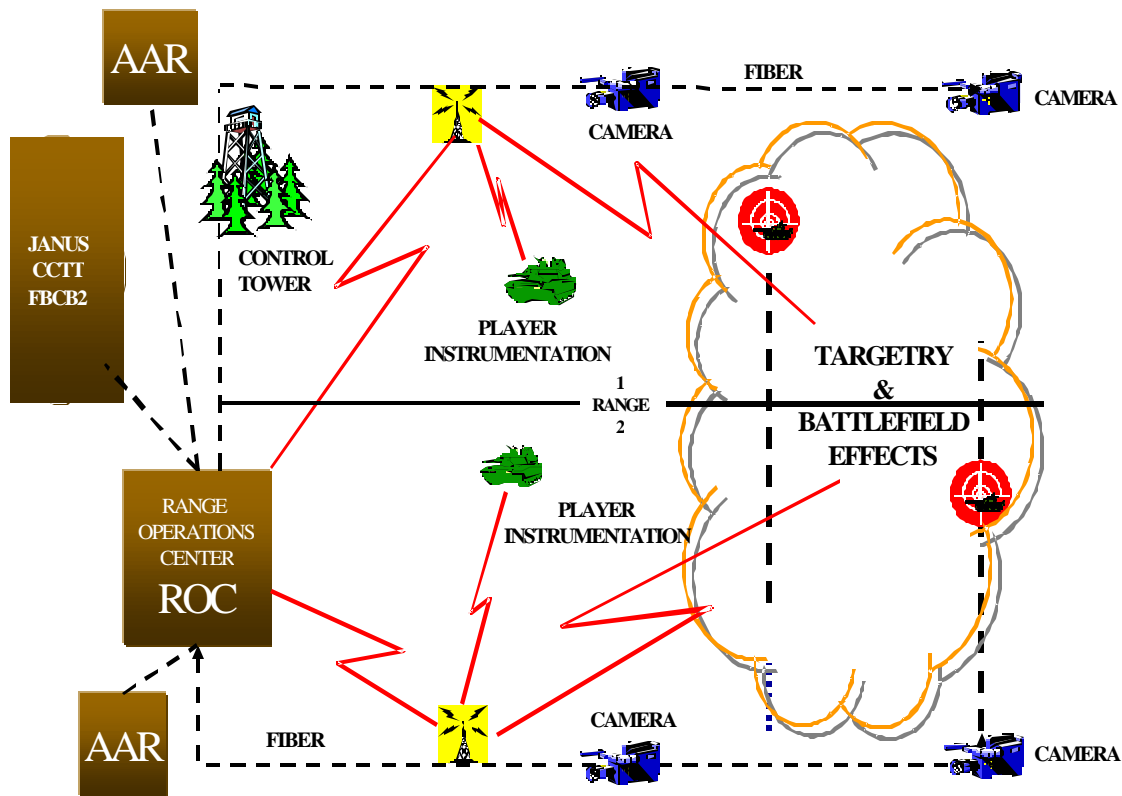 AAR
FIBER
CAMERA
CAMERA
JANUS
CCTT
FBCB2
CONTROL
TOWER
PLAYER
INSTRUMENTATION
TARGETRY
&
BATTLEFIELD
EFFECTS
1
RANGE
2
RANGE
OPERATIONS
CENTER
ROC
PLAYER
INSTRUMENTATION
AAR
FIBER
CAMERA
CAMERA